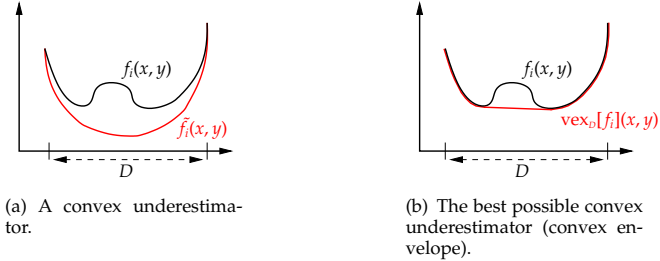 f_i(x, y)
f̃_i(x, y)
D
(a) A convex underestima-
tor.
f_i(x, y)
vex_D[f_i](x, y)
D
(b) The best possible convex
underestimator (convex en-
velope).